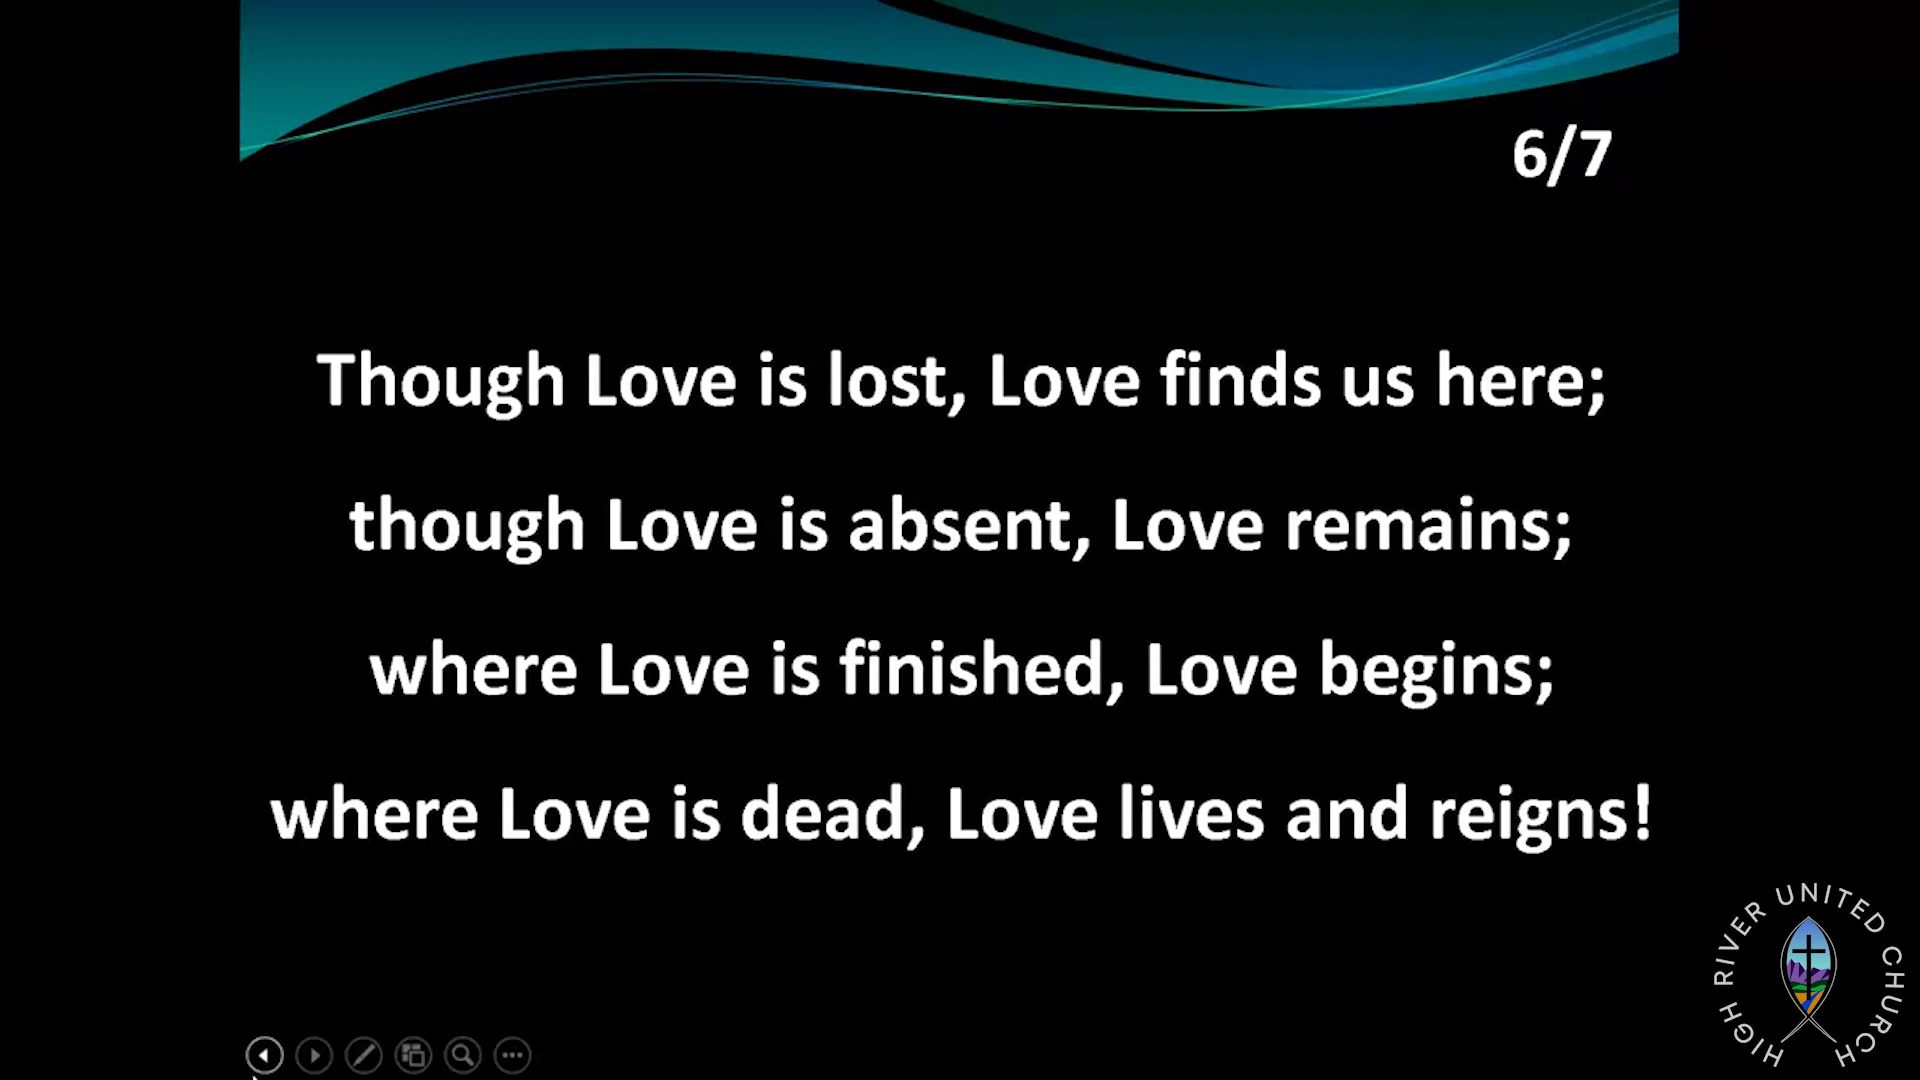 6/7
Though Love is lost, Love finds us here;
though Love is absent, Love remains;
where Love is finished, Love begins;
where Love is dead, Love lives and reigns!
HIGH RIVER UNITED CHURCH